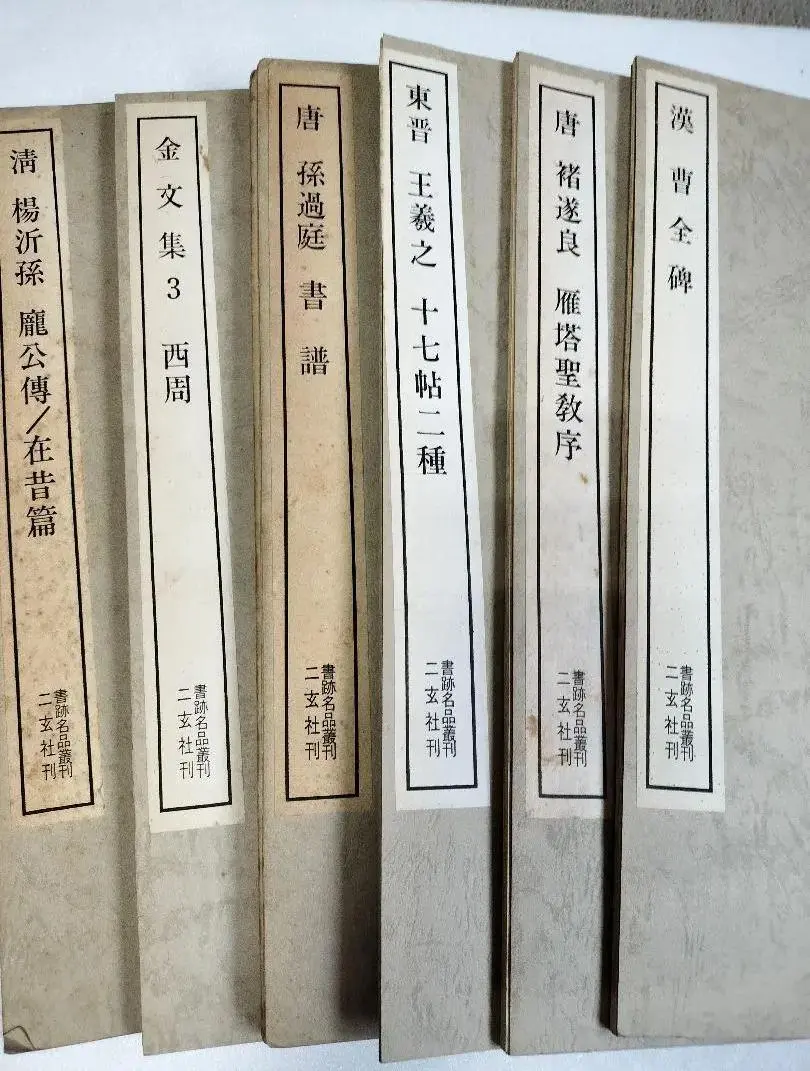 漢 曹全碑
書跡名品叢刊
二玄社刊
唐 褚遂良 雁塔聖教序
書跡名品叢刊
二玄社刊
東晋 王羲之 十七帖二種
書跡名品叢刊
二玄社刊
唐 孫過庭 書譜
書跡名品叢刊
二玄社刊
金文集3 西周
書跡名品叢刊
二玄社刊
清 楊沂孫 龐公傳/在昔篇
書跡名品叢刊
二玄社刊